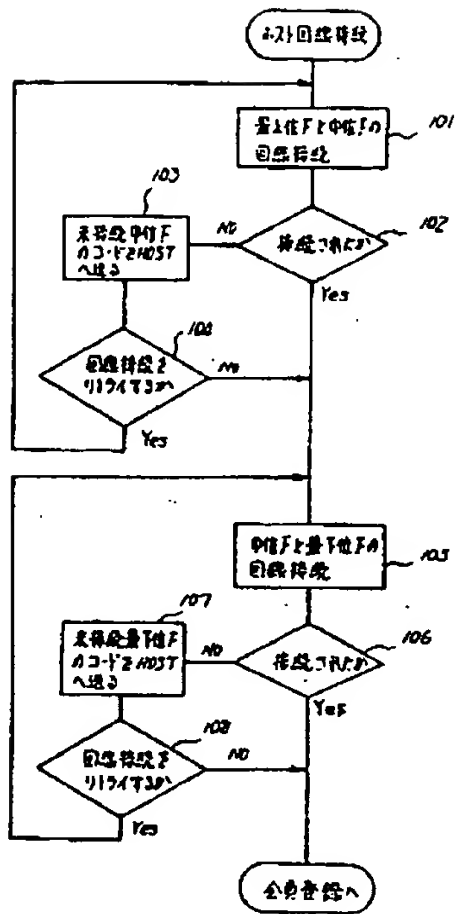 ホスト回線接続
最上位Fと中位Fの
回線接続
101
接続されたか
102
NO
Yes
103
未接続中位F
のコードをHOST
へ送る
回線接続を
リトライするか
No
Yes
中位Fと最下位Fの
回線接続
105
接続されたか
106
NO
Yes
107
未接続最下位F
のコードをHOST
へ送る
108
回線接続を
リトライするか
NO
Yes
会員登録へ